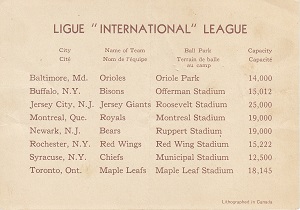 LIGUE "INTERNATIONAL" LEAGUE
City Name of Team Ball Park Capacity
Cité Nom de l'équipe Terrain de balle au camp Capacité
Baltimore, Md. Orioles Oriole Park 14,000
Buffalo, N.Y. Bisons Offerman Stadium 15,012
Jersey City, N.J. Jersey Giants Roosevelt Stadium 25,000
Montreal, Que. Royals Montreal Stadium 19,000
Newark, N.J. Bears Ruppert Stadium 19,000
Rochester, N.Y. Red Wings Red Wing Stadium 15,222
Syracuse, N.Y. Chiefs Municipal Stadium 12,500
Toronto, Ont. Maple Leafs Maple Leaf Stadium 18,145
Lithographed in Canada